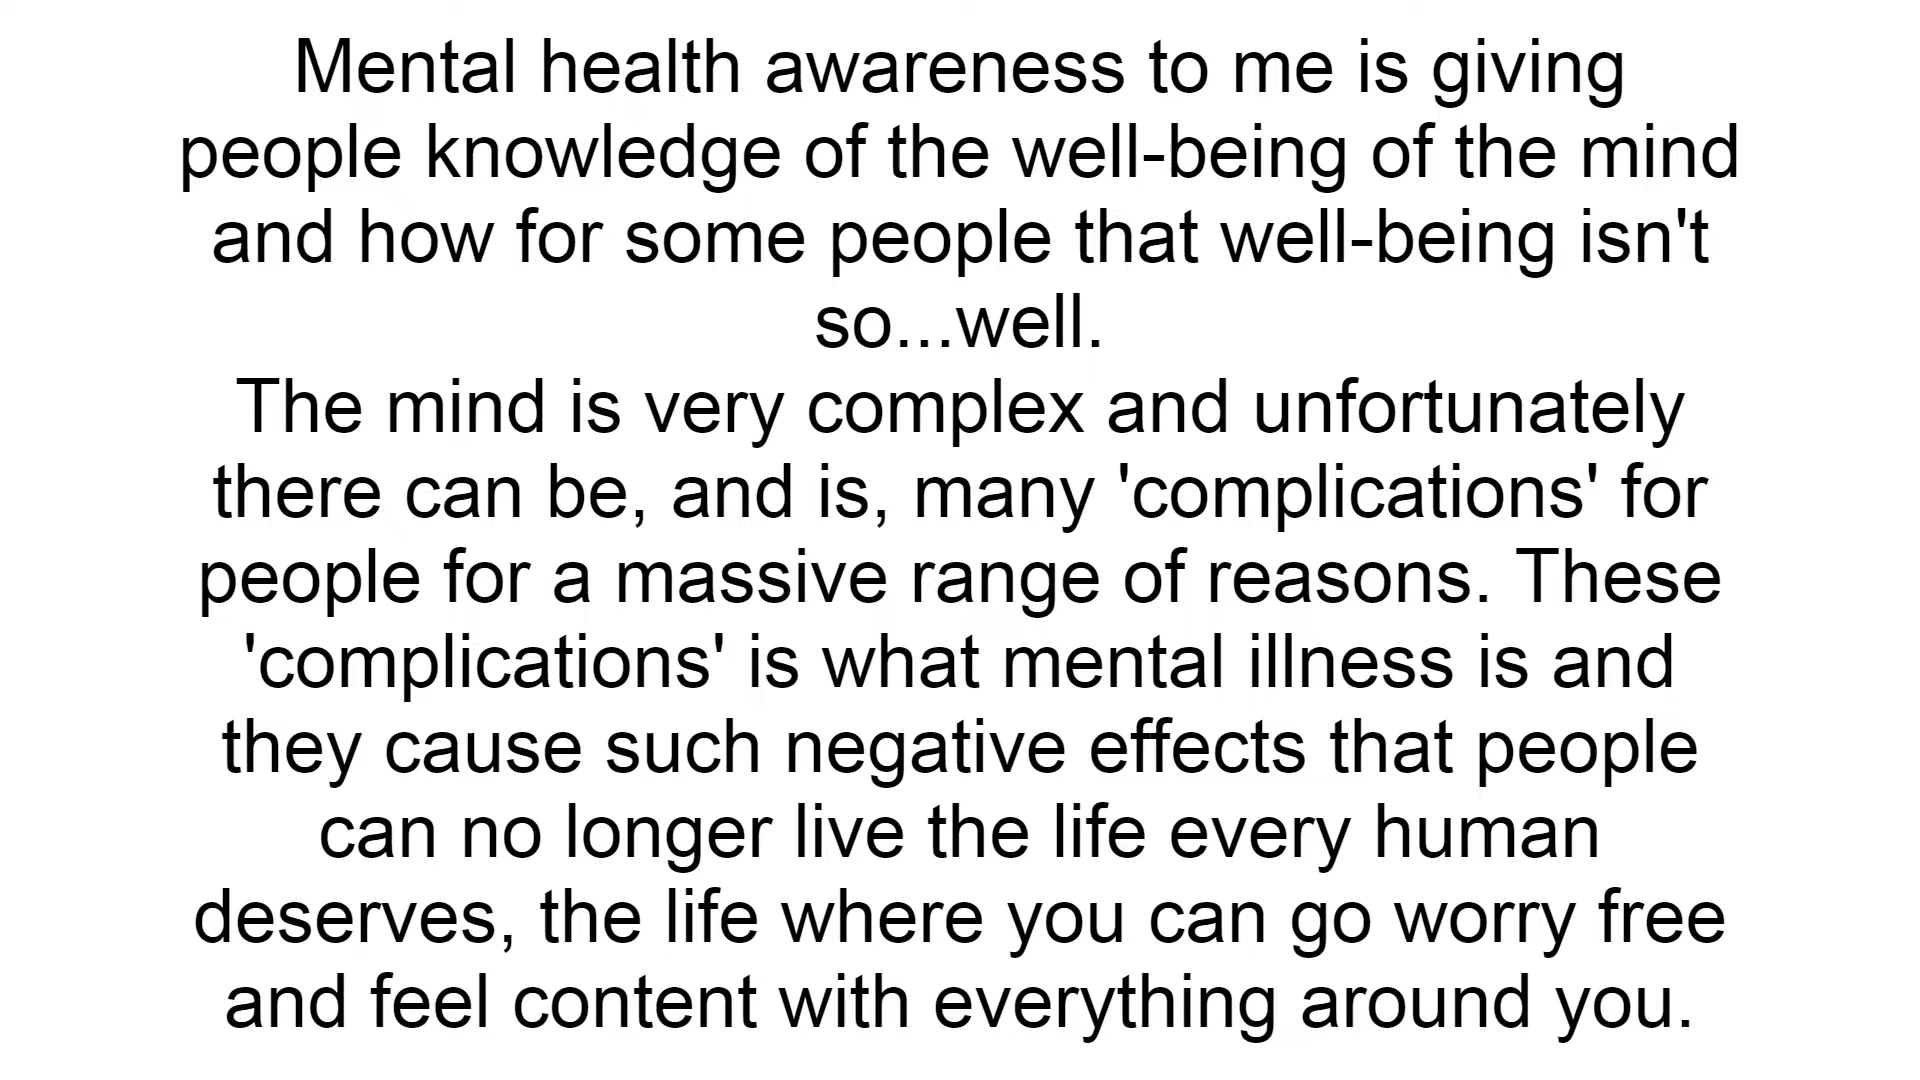 Mental health awareness to me is giving
people knowledge of the well-being of the mind
and how for some people that well-being isn't
so...well.
The mind is very complex and unfortunately
there can be, and is, many 'complications' for
people for a massive range of reasons. These
'complications' is what mental illness is and
they cause such negative effects that people
can no longer live the life every human
deserves, the life where you can go worry free
and feel content with everything around you.